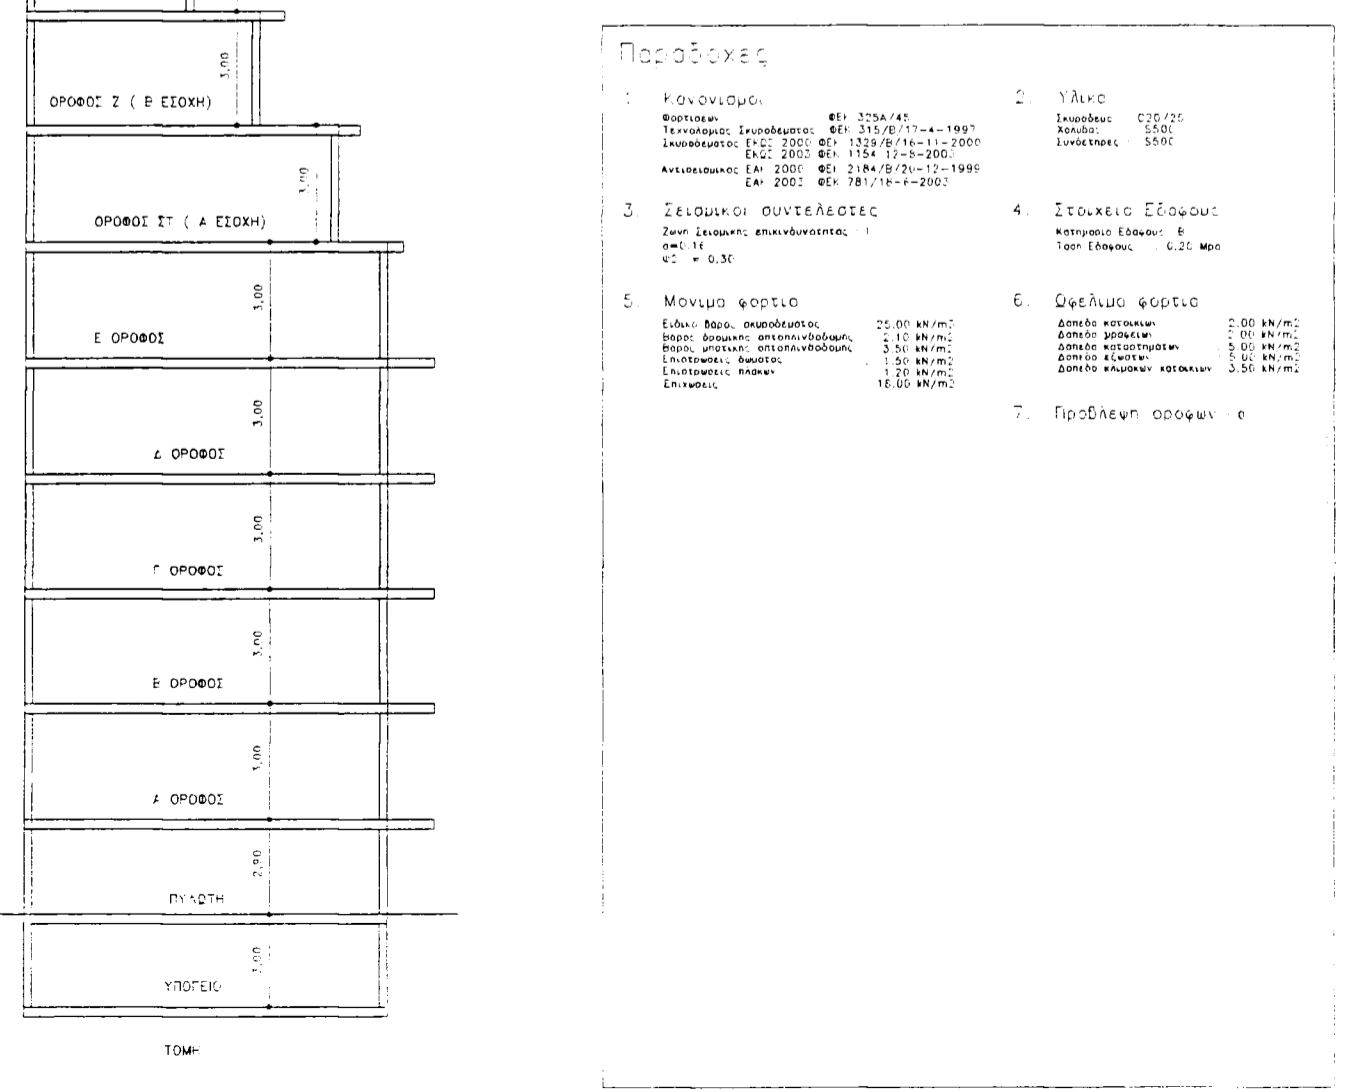 3,00
ΟΡΟΦΟΣ Ζ ( Β ΕΣΟΧΗ)
3,00
ΟΡΟΦΟΣ ΣΤ ( Α ΕΣΟΧΗ)
3,00
Ε ΟΡΟΦΟΣ
3,00
Δ ΟΡΟΦΟΣ
3,00
Γ ΟΡΟΦΟΣ
3,00
Β ΟΡΟΦΟΣ
3,00
Α ΟΡΟΦΟΣ
2,90
ΠΥΛΩΤΗ
3,00
ΥΠΟΓΕΙΟ
ΤΟΜΗ
Παραδοχες
1. Κανονισμοι
Φορτισεων ΦΕΚ 325Α/45
Τεχνολομιας Σκυροδεματος ΦΕΚ 315/Β/17-4-1997
Σκυροδεματος ΕΚΩΣ 2000 ΦΕΚ 1329/Β/16-11-2000
ΕΚΩΣ 2003 ΦΕΚ 1154 12-8-2003
Αντισεισμικος ΕΑΚ 2000 ΦΕΚ 2184/Β/20-12-1999
ΕΑΚ 2003 ΦΕΚ 781/18-6-2003
2. Υλικα
Σκυροδεμα C20/25
Χαλυβας S500
Συνδετηρες S500
3. Σεισμικοι συντελεστες
Ζωνη Σεισμικης επικινδυνοτητας : 1
α=0.16
Ψ2 = 0.30
4. Στοιχεια Εδαφους
Κατηγορια Εδαφους Β
Ταση Εδαφους : 0.20 Mpa
5. Μονιμα φορτια
Ειδικο βαρος σκυροδεματος 25.00 kN/m3
Βαρος δρομικης οπτοπλινθοδομης 2.10 kN/m2
Βαρος μπατικης οπτοπλινθοδομης 3.50 kN/m2
Επιστρωσεις δωματος 1.50 kN/m2
Επιστρωσεις πλακων 1.20 kN/m2
Επιχωσεις 18.00 kN/m3
6. Ωφελιμα φορτια
Δαπεδα κατοικιων 2.00 kN/m2
Δαπεδα γραφειων 2.00 kN/m2
Δαπεδα καταστηματων 5.00 kN/m2
Δαπεδα εξωστων 5.00 kN/m2
Δαπεδα κλιμακων κατοικιων 3.50 kN/m2
7. Προβλεψη οροφων :